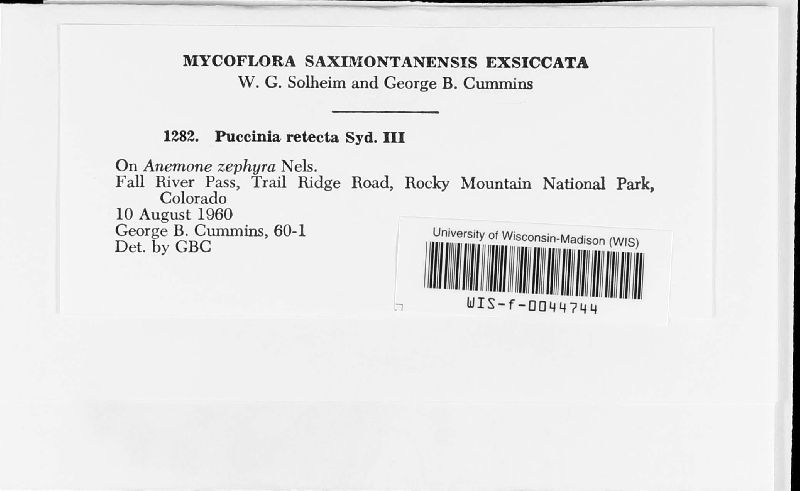 MYCOFLORA SAXIMONTANENSIS EXSICCATA
W. G. Solheim and George B. Cummins
1282. Puccinia retecta Syd. III
On Anemone zephyra Nels.
Fall River Pass, Trail Ridge Road, Rocky Mountain National Park,
Colorado
10 August 1960
George B. Cummins, 60-1
Det. by GBC
University of Wisconsin-Madison (WIS)
WIS-f-0044744